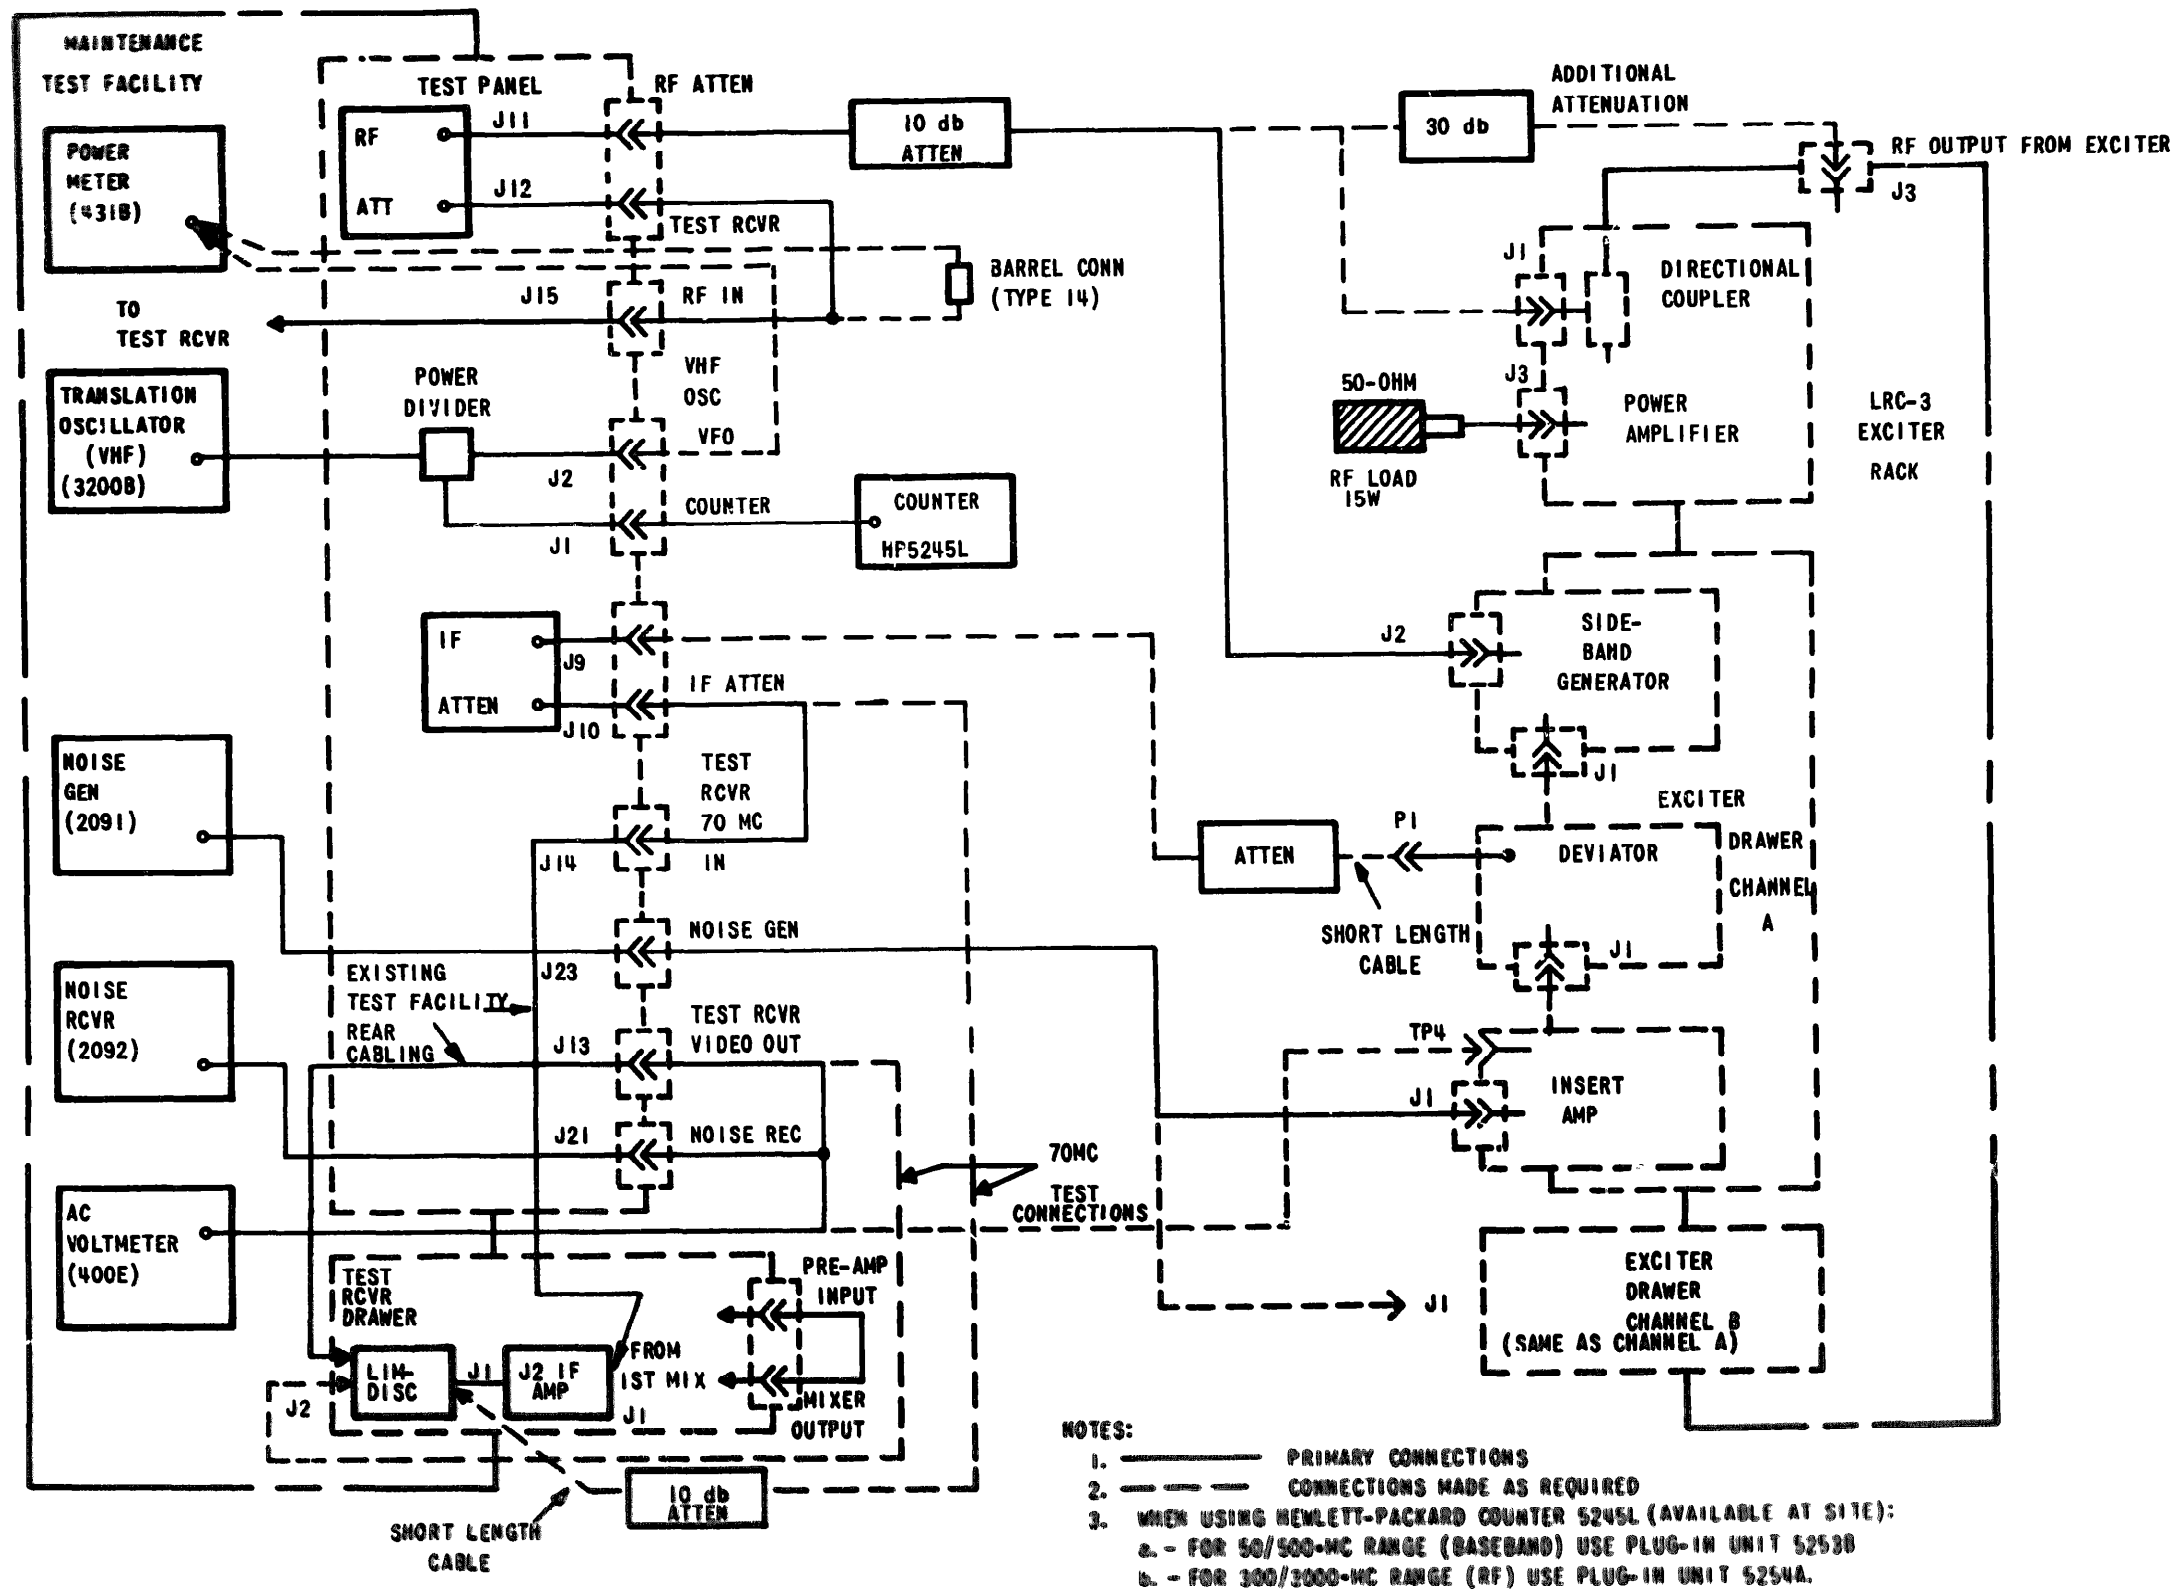 MAINTENANCE
TEST FACILITY
TEST PANEL
RF ATTEN
RF
ATT
J11
J12
TEST RCVR
10 db
ATTEN
30 db
ADDITIONAL
ATTENUATION
RF OUTPUT FROM EXCITER
J3
POWER
METER
(431B)
TO
TEST RCVR
J15
RF IN
BARREL CONN
(TYPE 14)
J1
DIRECTIONAL
COUPLER
J3
50-OHM
RF LOAD
15W
POWER
AMPLIFIER
LRC-3
EXCITER
RACK
TRANSLATION
OSCILLATOR
(VHF)
(3200B)
POWER
DIVIDER
VHF
OSC
VFO
J2
COUNTER
J1
COUNTER
HP5245L
IF
ATTEN
J9
J10
IF ATTEN
J2
SIDE-
BAND
GENERATOR
J1
NOISE
GEN
(2091)
TEST
RCVR
70 MC
IN
J14
ATTEN
P1
SHORT LENGTH
CABLE
DEVIATOR
EXCITER
DRAWER
CHANNEL
A
J1
NOISE GEN
J23
NOISE
RCVR
(2092)
EXISTING
TEST FACILITY
REAR
CABLING
J13
TEST RCVR
VIDEO OUT
J21
NOISE REC
TP4
J1
INSERT
AMP
70MC
TEST
CONNECTIONS
AC
VOLTMETER
(400E)
TEST
RCVR
DRAWER
PRE-AMP
INPUT
J1
EXCITER
DRAWER
CHANNEL B
(SAME AS CHANNEL A)
LIM-
DISC
J1
J2 IF
AMP
J1
FROM
1ST MIX
MIXER
OUTPUT
J2
10 db
ATTEN
SHORT LENGTH
CABLE
NOTES:
1. PRIMARY CONNECTIONS
2. CONNECTIONS MADE AS REQUIRED
3. WHEN USING HEWLETT-PACKARD COUNTER 5245L (AVAILABLE AT SITE):
a. - FOR 50/500-MC RANGE (BASEBAND) USE PLUG-IN UNIT 5253B
b. - FOR 300/3000-MC RANGE (RF) USE PLUG-IN UNIT 5254A.